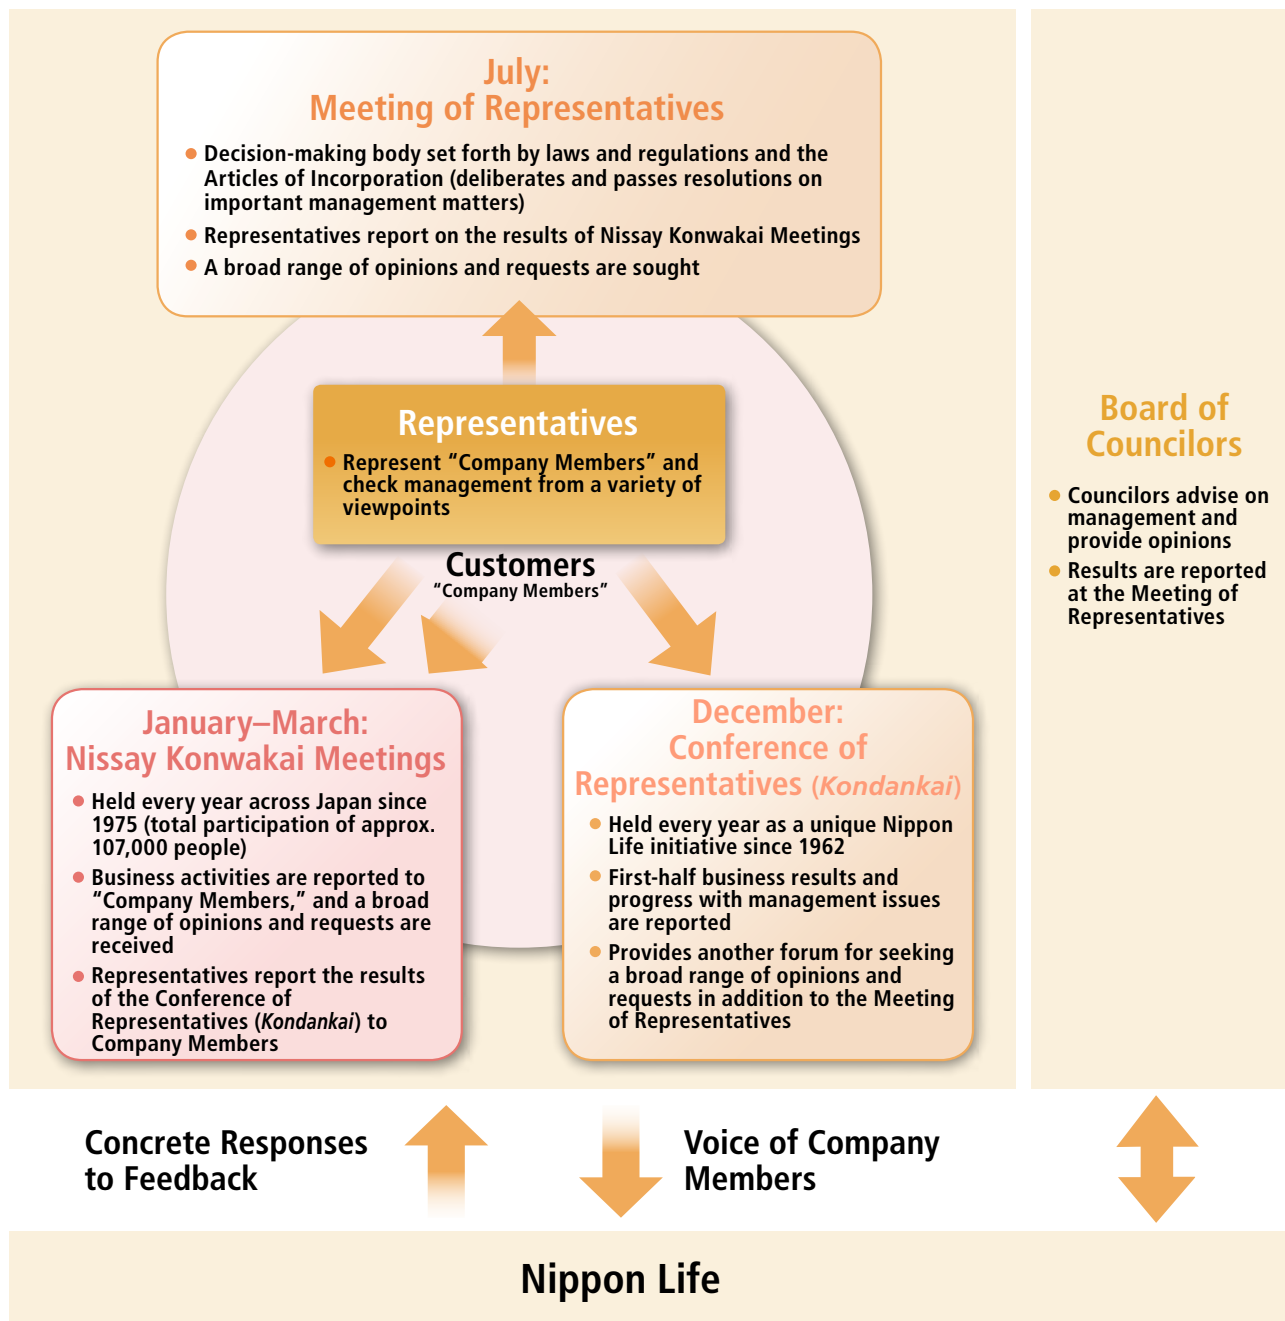 July:
Meeting of Representatives
● Decision-making body set forth by laws and regulations and the
Articles of Incorporation (deliberates and passes resolutions on
important management matters)
● Representatives report on the results of Nissay Konwakai Meetings
● A broad range of opinions and requests are sought
Representatives
● Represent “Company Members” and
check management from a variety of
viewpoints
Customers
“Company Members”
January–March:
Nissay Konwakai Meetings
● Held every year across Japan since
1975 (total participation of approx.
107,000 people)
● Business activities are reported to
“Company Members,” and a broad
range of opinions and requests are
received
● Representatives report the results
of the Conference of
Representatives (Kondankai) to
Company Members
December:
Conference of
Representatives (Kondankai)
● Held every year as a unique Nippon
Life initiative since 1962
● First-half business results and
progress with management issues
are reported
● Provides another forum for seeking
a broad range of opinions and
requests in addition to the Meeting
of Representatives
Board of
Councilors
● Councilors advise on
management and
provide opinions
● Results are reported
at the Meeting of
Representatives
Concrete Responses
to Feedback
Voice of Company
Members
Nippon Life